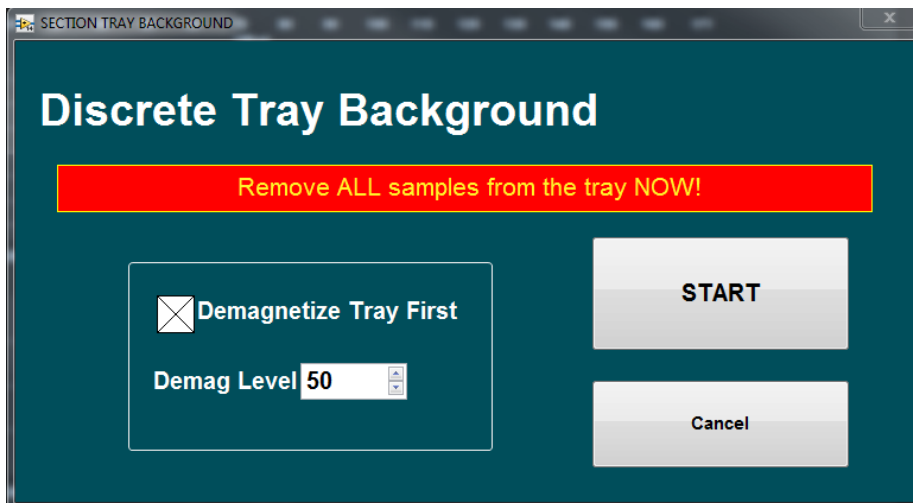 SECTION TRAY BACKGROUND
Discrete Tray Background
Remove ALL samples from the tray NOW!
Demagnetize Tray First
START
Demag Level 50
Cancel